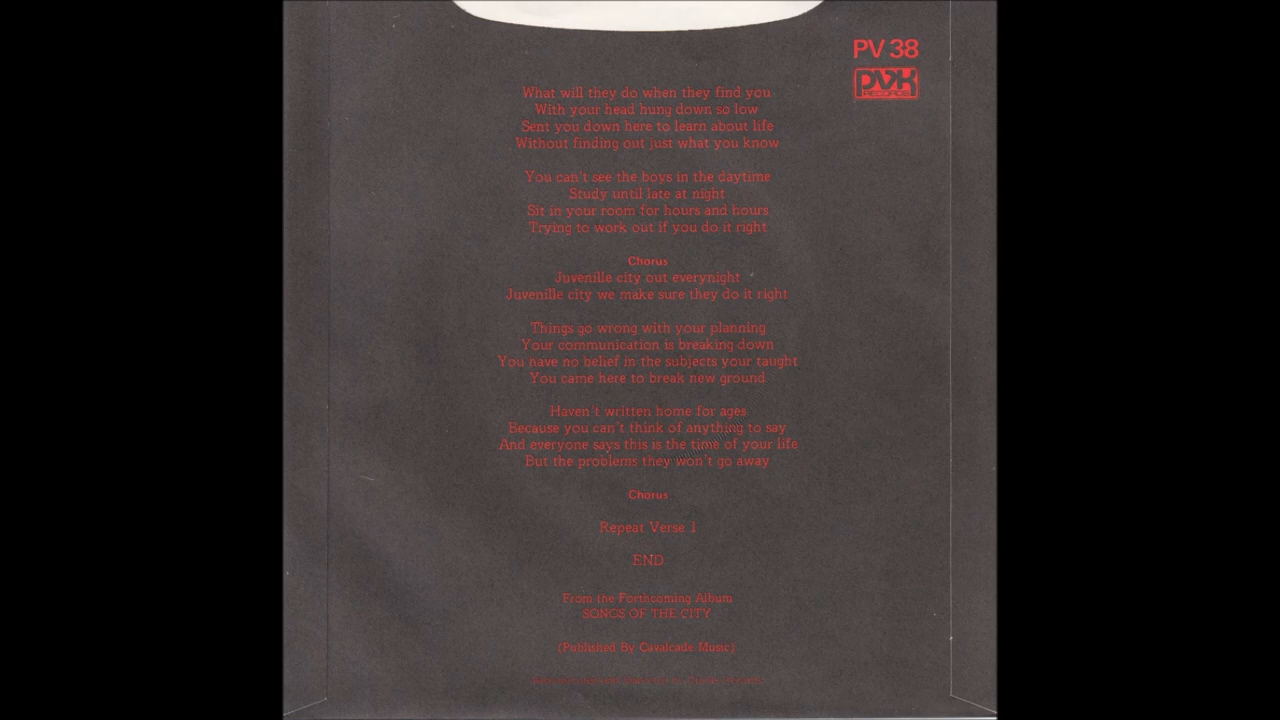 PV 38
PVK
RECORDS
What will they do when they find you
With your head hung down so low
Sent you down here to learn about life
Without finding out just what you know
You can't see the boys in the daytime
Study until late at night
Sit in your room for hours and hours
Trying to work out if you do it right
Chorus
Juvenille city out everynight
Juvenille city we make sure they do it right
Things go wrong with your planning
Your communication is breaking down
You have no belief in the subjects your taught
You came here to break new ground
Haven't written home for ages
Because you can't think of anything to say
And everyone says this is the time of your life
But the problems they won't go away
Chorus
Repeat Verse 1
END
From the Forthcoming Album
SONGS OF THE CITY
(Published By Cavalcade Music)